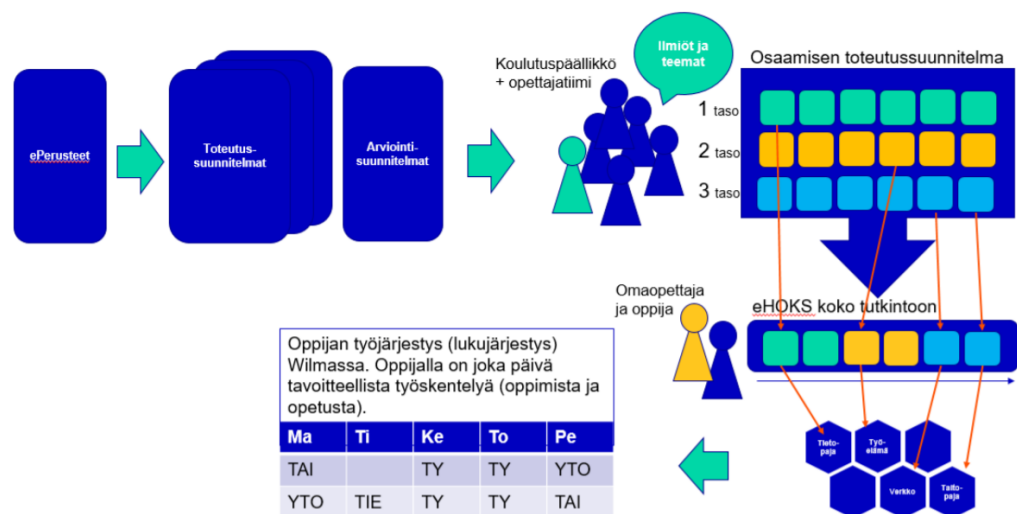 ePerusteet
Toteutus-
suunnitelmat
Arviointi-
suunnitelmat
Koulutuspäällikkö
+ opettajatiimi
Ilmiöt ja
teemat
Osaamisen toteutussuunnitelma
1 taso
2 taso
3 taso
Omaopettaja
ja oppija
eHOKS koko tutkintoon
Tieto-
paja
Työ-
elämä
Verkko
Taito-
paja
Oppijan työjärjestys (lukujärjestys)
Wilmassa. Oppijalla on joka päivä
tavoitteellista työskentelyä (oppimista ja
opetusta).
Ma Ti Ke To Pe
TAI TY TY YTO
YTO TIE TY TY TAI